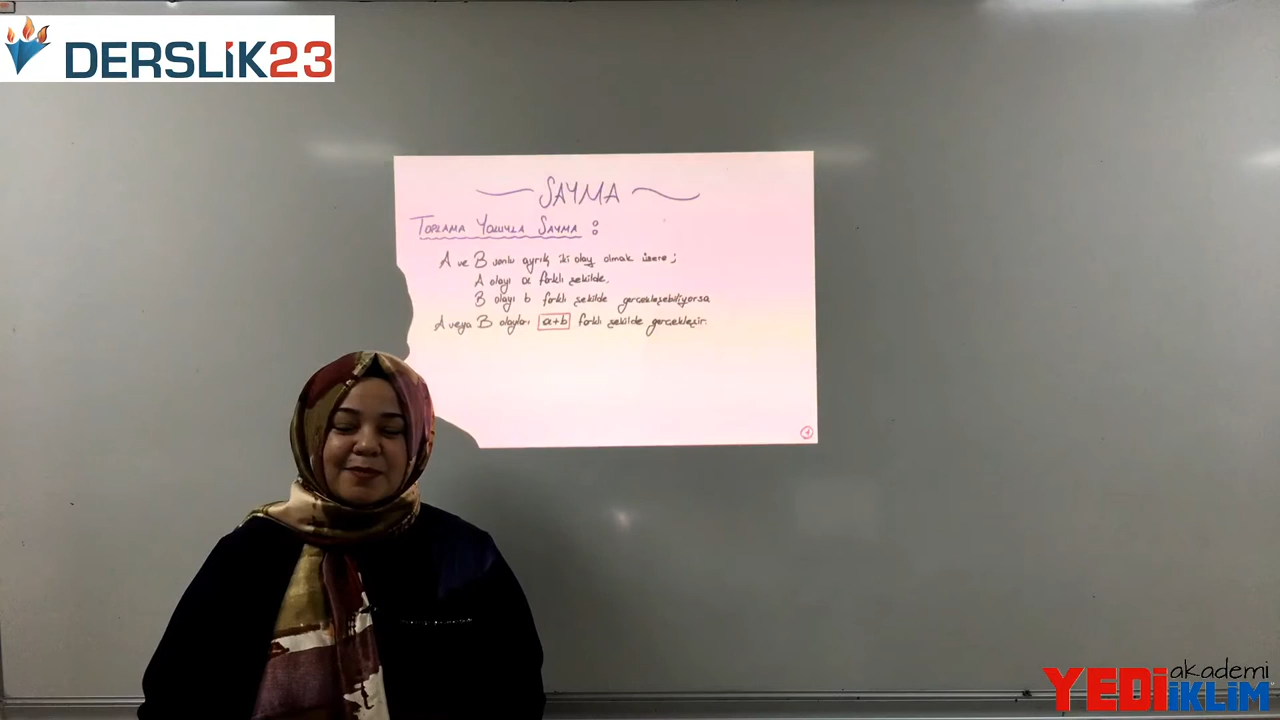 DERSLİK23
SAYMA
TOPLAMA YOLUYLA SAYMA :
A ve B sonlu ayrık iki olay olmak üzere ;
A olayı a farklı şekilde,
B olayı b farklı şekilde gerçekleşebiliyorsa
A veya B olayları a+b farklı şekilde gerçekleşir.
1
YEDİ İKLİM akademi